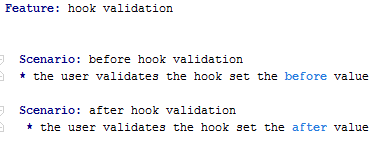 Feature: hook validation
Scenario: before hook validation
* the user validates the hook set the before value
Scenario: after hook validation
* the user validates the hook set the after value